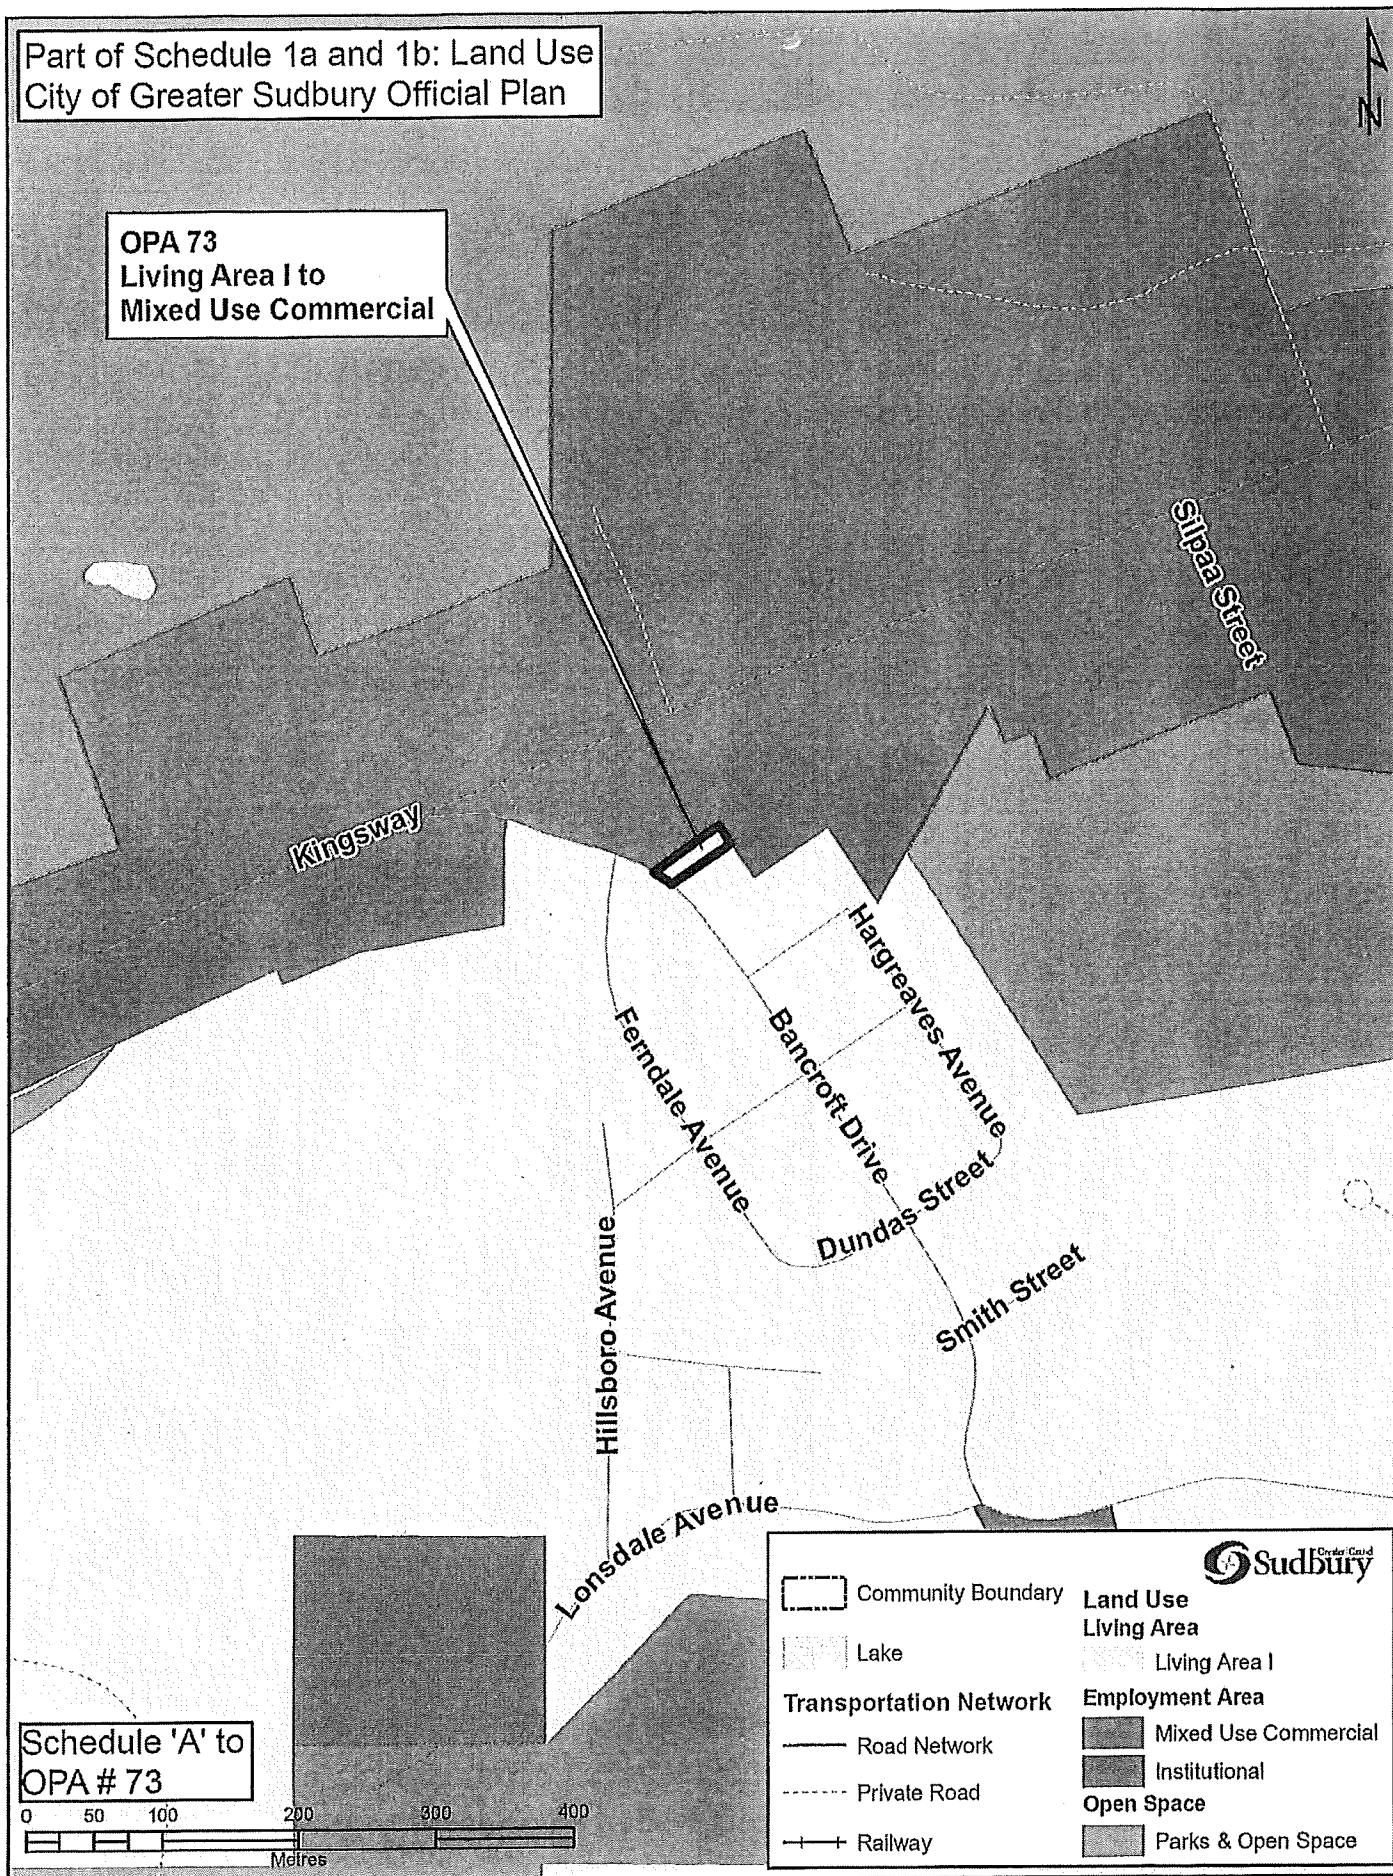 Part of Schedule 1a and 1b: Land Use
City of Greater Sudbury Official Plan
N
OPA 73
Living Area I to
Mixed Use Commercial
Silpaa Street
Kingsway
Hargreaves Avenue
Bancroft Drive
Ferndale Avenue
Dundas Street
Smith Street
Hillsboro Avenue
Lonsdale Avenue
Sudbury
Community Boundary
Lake
Transportation Network
Road Network
Private Road
Railway
Land Use
Living Area
Living Area I
Employment Area
Mixed Use Commercial
Institutional
Open Space
Parks & Open Space
Schedule 'A' to
OPA # 73
0 50 100 200 300 400
Metres